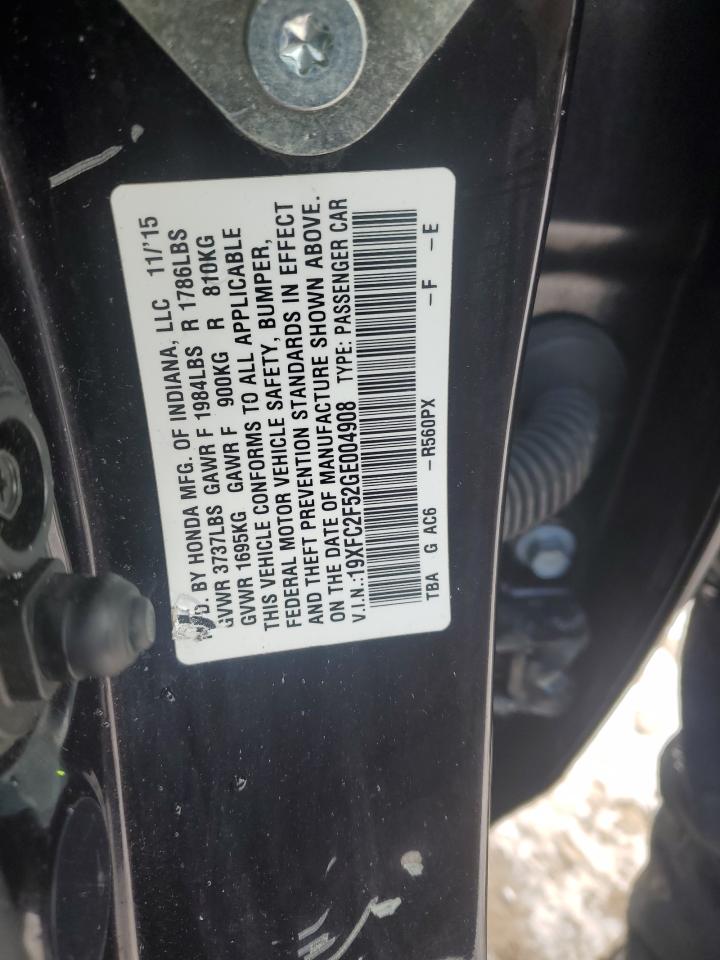 BY HONDA MFG. OF INDIANA, LLC 11/'15
GVWR 3737LBS GAWR F 1984LBS R 1786LBS
GVWR 1695KG GAWR F 900KG R 810KG
THIS VEHICLE CONFORMS TO ALL APPLICABLE
FEDERAL MOTOR VEHICLE SAFETY, BUMPER,
AND THEFT PREVENTION STANDARDS IN EFFECT
ON THE DATE OF MANUFACTURE SHOWN ABOVE.
V.I.N.:19XFC2F52GE004908 TYPE: PASSENGER CAR
TBA G AC6 –R560PX –F –E